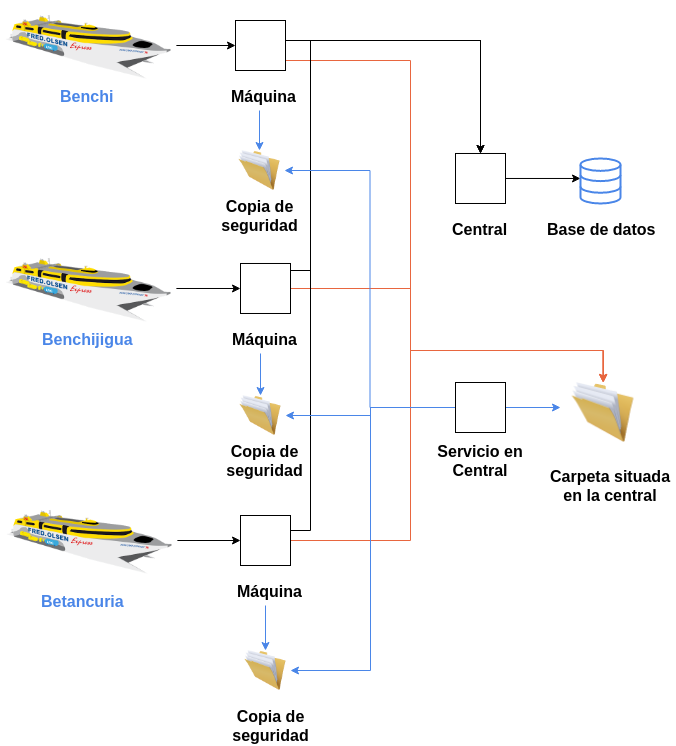 FRED. OLSEN
Express
Benchi
Máquina
Copia de
seguridad
Central
Base de datos
FRED. OLSEN
Express
Benchijigua
Máquina
Copia de
seguridad
Servicio en
Central
Carpeta situada
en la central
FRED. OLSEN
Express
Betancuria
Máquina
Copia de
seguridad